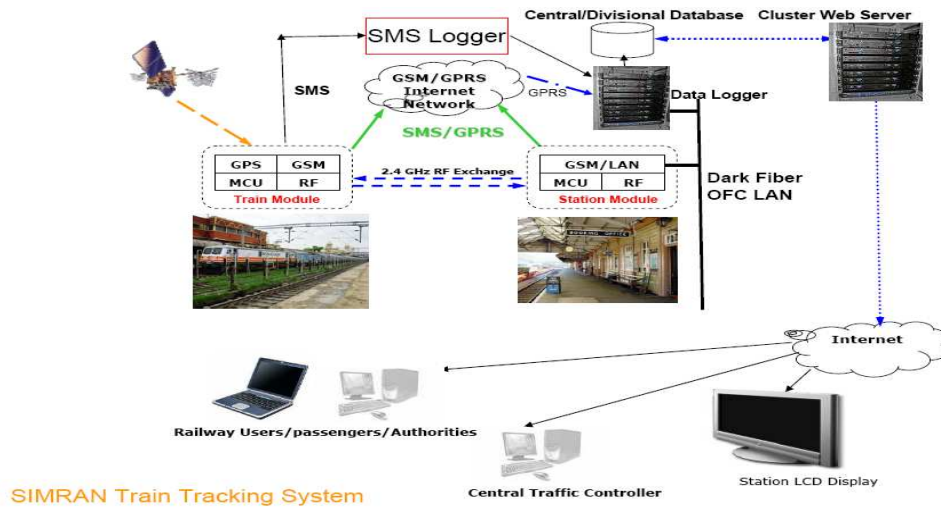 Central/Divisional Database
Cluster Web Server
SMS Logger
GSM/GPRS
Internet
Network
SMS
GPRS
Data Logger
SMS/GPRS
GPS GSM
MCU RF
Train Module
2.4 GHz RF Exchange
GSM/LAN
MCU RF
Station Module
Dark Fiber
OFC LAN
BOOKING OFFICE
Internet
Railway Users/passengers/Authorities
Central Traffic Controller
Station LCD Display
SIMRAN Train Tracking System